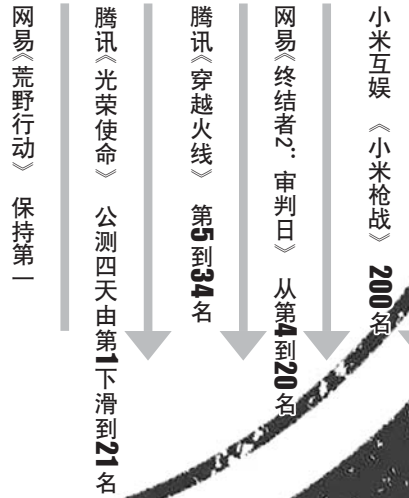 网易《荒野行动》 保持第一
腾讯《光荣使命》 公测四天由第1下滑到21名
腾讯《穿越火线》 第5到34名
网易《终结者2：审判日》 从第4到20名
小米互娱 《小米枪战》 200名